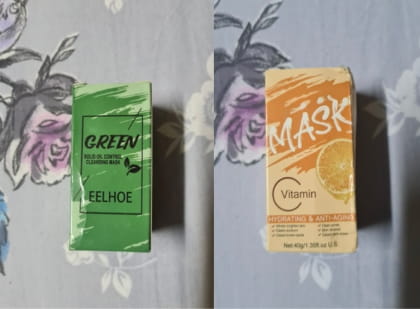 GREEN
SOLID OIL CONTROL
CLEANSING MASK
EELHOE
MASK
C
Vitamin
HYDRATING & ANTI-AGING
Net:40g/1.35fl.oz U.S